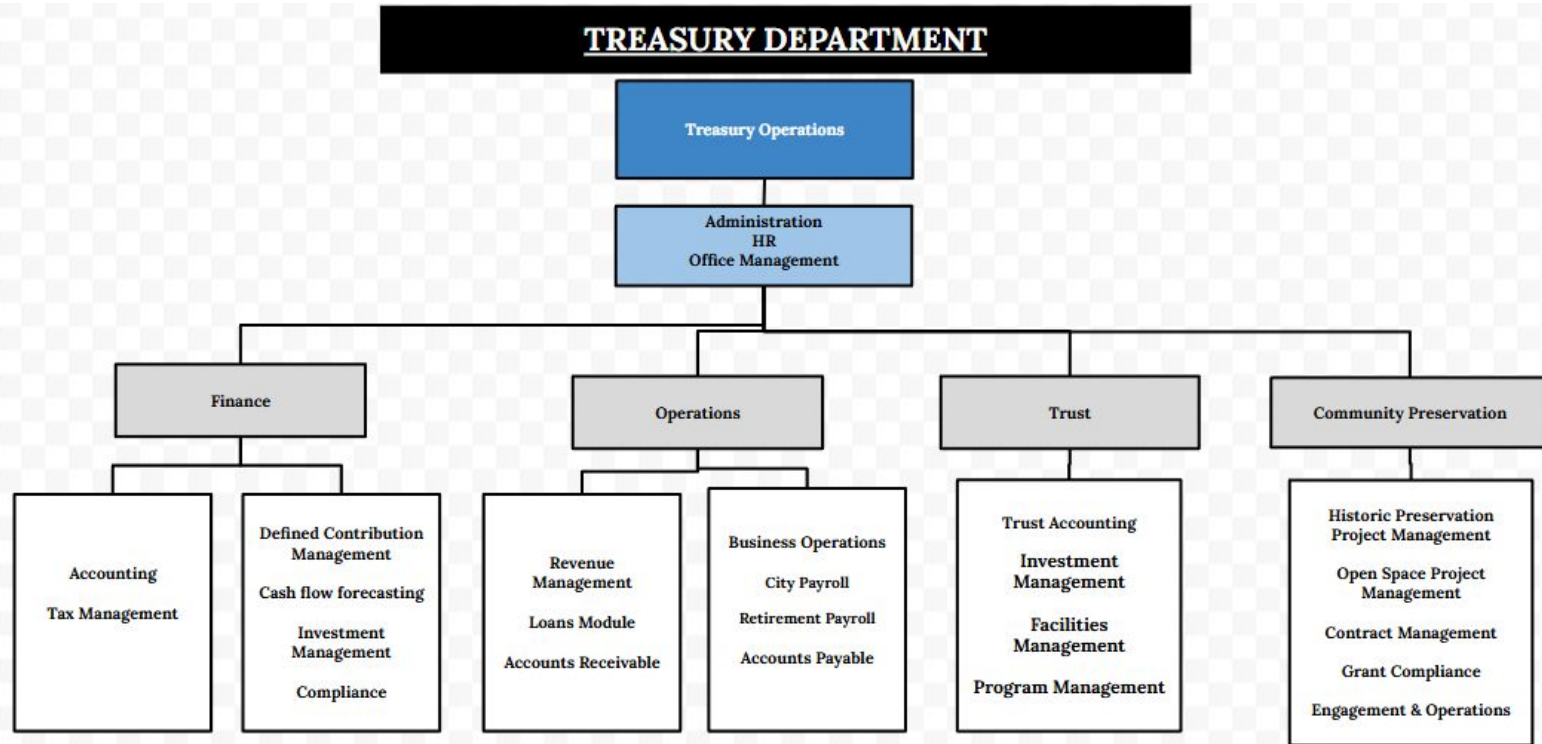 TREASURY DEPARTMENT
Treasury Operations
Administration
HR
Office Management
Finance
Operations
Trust
Community Preservation
Accounting
Tax Management
Defined Contribution
Management
Cash flow forecasting
Investment
Management
Compliance
Revenue
Management
Loans Module
Accounts Receivable
Business Operations
City Payroll
Retirement Payroll
Accounts Payable
Trust Accounting
Investment
Management
Facilities
Management
Program Management
Historic Preservation
Project Management
Open Space Project
Management
Contract Management
Grant Compliance
Engagement & Operations